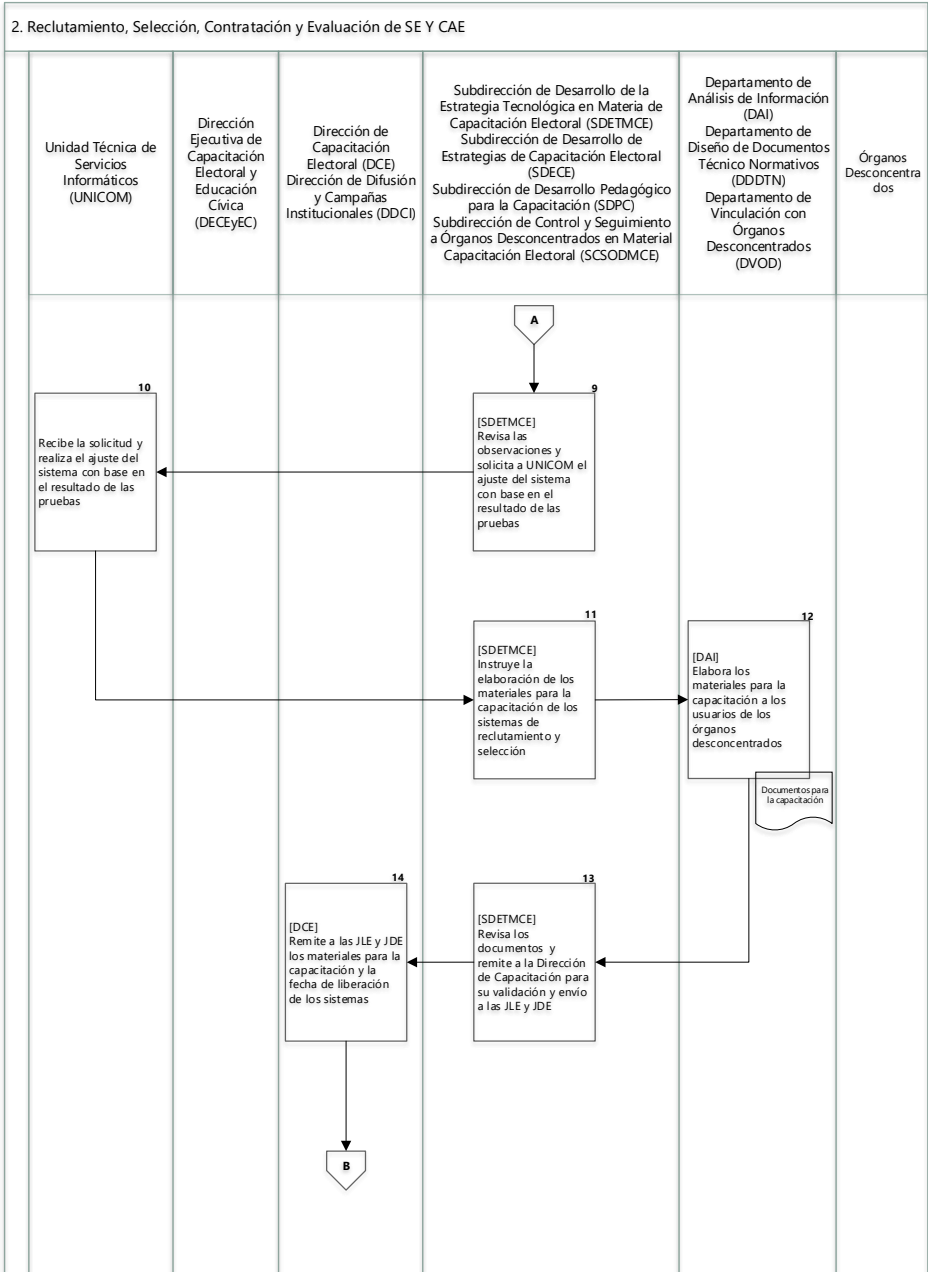 2. Reclutamiento, Selección, Contratación y Evaluación de SE Y CAE
Unidad Técnica de
Servicios
Informáticos
(UNICOM)
Dirección
Ejecutiva de
Capacitación
Electoral y
Educación
Cívica
(DECEyEC)
Dirección de
Capacitación
Electoral (DCE)
Dirección de Difusión
y Campañas
Institucionales (DDCI)
Subdirección de Desarrollo de la
Estrategia Tecnológica en Materia de
Capacitación Electoral (SDETMCE)
Subdirección de Desarrollo de
Estrategias de Capacitación Electoral
(SDECE)
Subdirección de Desarrollo Pedagógico
para la Capacitación (SDPC)
Subdirección de Control y Seguimiento
a Órganos Desconcentrados en Material
Capacitación Electoral (SCSODMCE)
Departamento de
Análisis de Información
(DAI)
Departamento de
Diseño de Documentos
Técnico Normativos
(DDDTN)
Departamento de
Vinculación con
Órganos
Desconcentrados
(DVOD)
Órganos
Desconcentra
dos
A
9
[SDETMCE]
Revisa las
observaciones y
solicita a UNICOM el
ajuste del sistema
con base en el
resultado de las
pruebas
10
Recibe la solicitud y
realiza el ajuste del
sistema con base en
el resultado de las
pruebas
11
[SDETMCE]
Instruye la
elaboración de los
materiales para la
capacitación de los
sistemas de
reclutamiento y
selección
12
[DAI]
Elabora los
materiales para la
capacitación a los
usuarios de los
órganos
desconcentrados
Documentos para
la capacitación
13
[SDETMCE]
Revisa los
documentos y
remite a la Dirección
de Capacitación para
su validación y envío
a las JLE y JDE
14
[DCE]
Remite a las JLE y JDE
los materiales para la
capacitación y la
fecha de liberación
de los sistemas
B